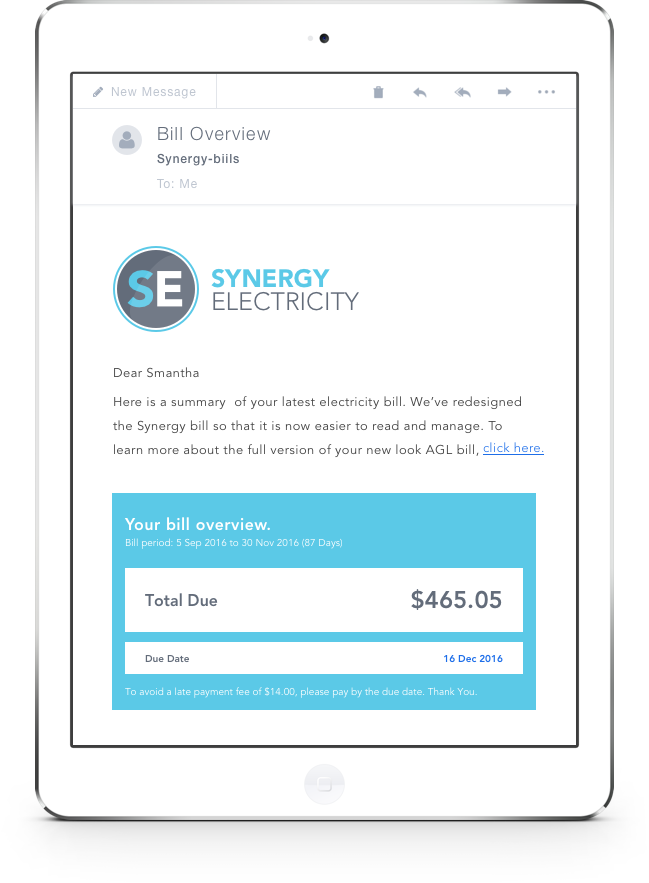 New Message
Bill Overview
Synergy-biils
To: Me
SE
SYNERGY
ELECTRICITY
Dear Smantha
Here is a summary  of your latest electricity bill. We’ve redesigned
the Synergy bill so that it is now easier to read and manage. To
learn more about the full version of your new look AGL bill, click here.
Your bill overview.
Bill period: 5 Sep 2016 to 30 Nov 2016 (87 Days)
Total Due $465.05
Due Date 16 Dec 2016
To avoid a late payment fee of $14.00, please pay by the due date. Thank You.